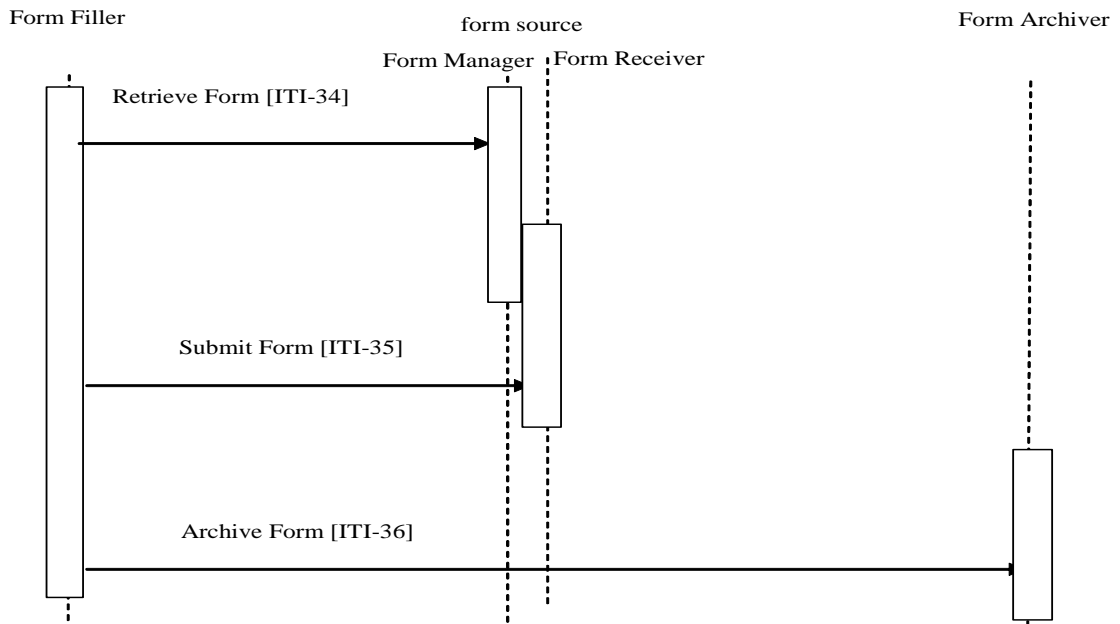 Form Filler
form source
Form Archiver
Form Manager
Form Receiver
Retrieve Form [ITI-34]
Submit Form [ITI-35]
Archive Form [ITI-36]